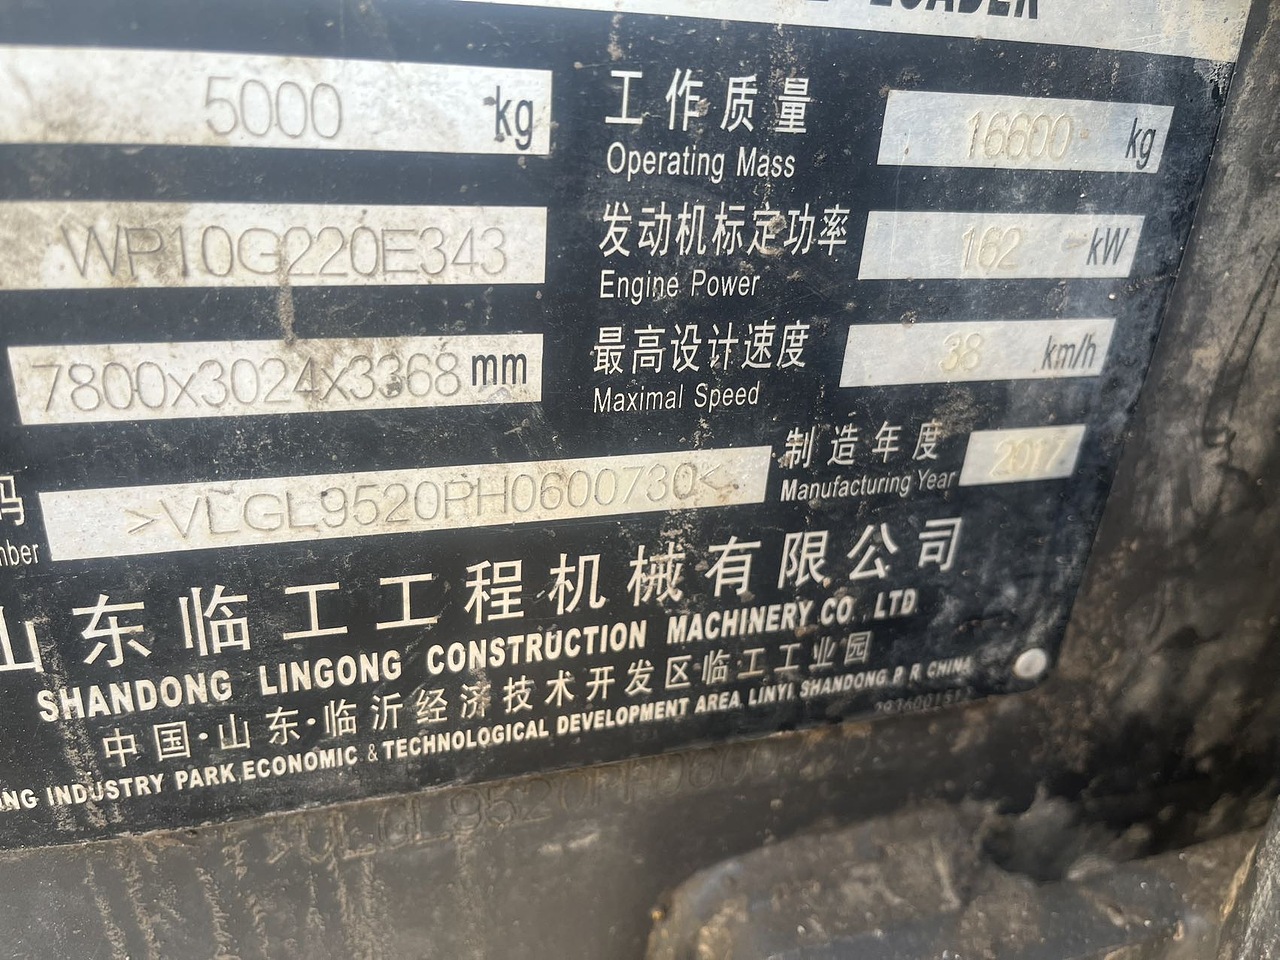 LOADER
5000 kg
工作质量 16600 kg
Operating Mass
WP10G220E343
发动机标定功率 162 kW
Engine Power
7800x3024x3368 mm
最高设计速度 38 km/h
Maximal Speed
码 >VLGL9520PH0600730<
mber
制造年度 2017
Manufacturing Year
山东临工工程机械有限公司
SHANDONG LINGONG CONSTRUCTION MACHINERY CO., LTD
中国·山东·临沂经济技术开发区·临工工业园
NG INDUSTRY PARK,ECONOMIC & TECHNOLOGICAL DEVELOPMENT AREA, LINYI, SHANDONG, P. R. CHINA